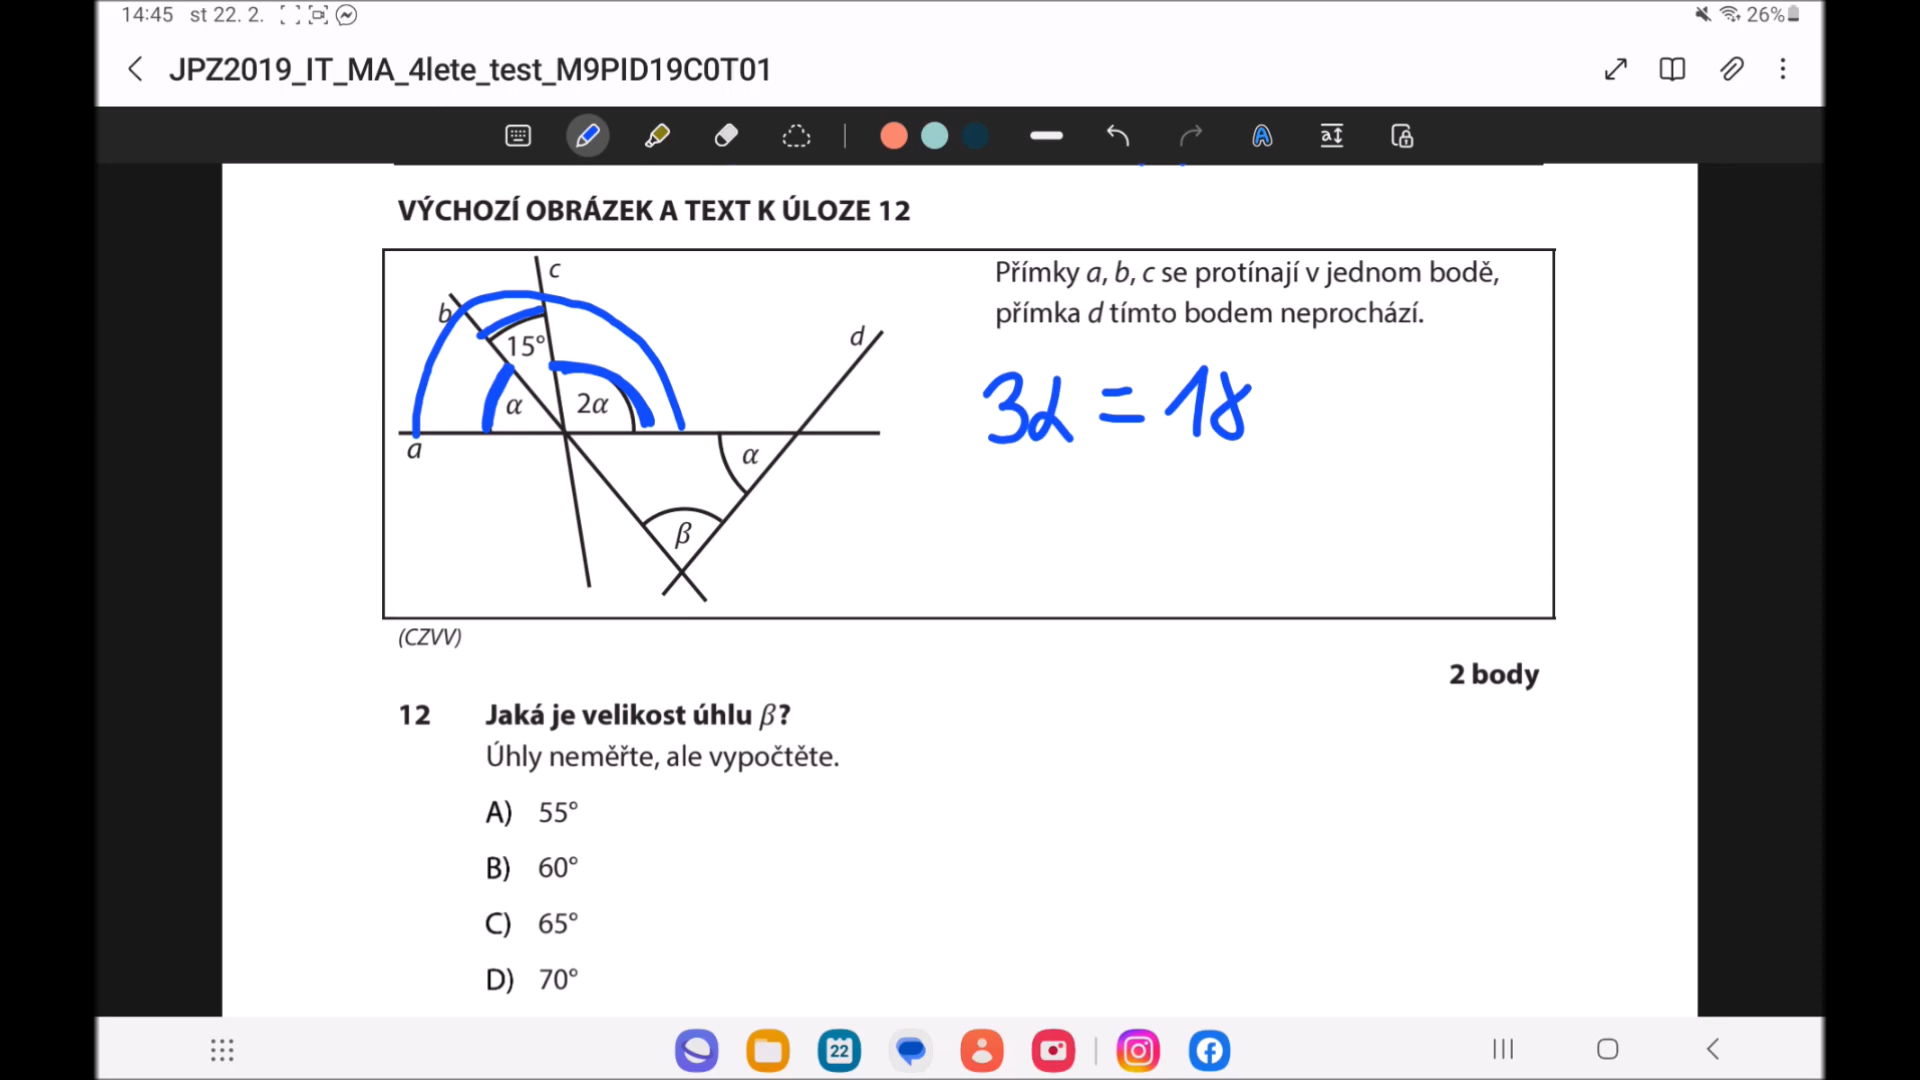 14:45 st 22. 2.
26%
JPZ2019_IT_MA_4lete_test_M9PID19C0T01
VÝCHOZÍ OBRÁZEK A TEXT K ÚLOZE 12
c
b
15°
d
α
2α
a
α
β
Přímky a, b, c se protínají v jednom bodě,
přímka d tímto bodem neprochází.
3α = 18
(CZVV)
2 body
12 Jaká je velikost úhlu β?
Úhly neměřte, ale vypočtěte.
A) 55°
B) 60°
C) 65°
D) 70°
22